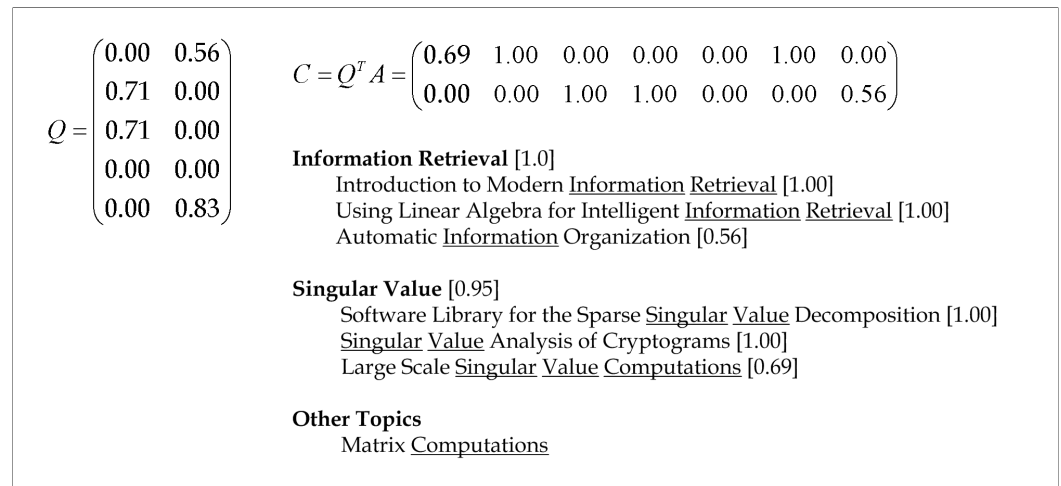 Q = (0.00 0.56
0.71 0.00
0.71 0.00
0.00 0.00
0.00 0.83)
C = Q^T A = (0.69 1.00 0.00 0.00 0.00 1.00 0.00
0.00 0.00 1.00 1.00 0.00 0.00 0.56)
Information Retrieval [1.0]
Introduction to Modern Information Retrieval [1.00]
Using Linear Algebra for Intelligent Information Retrieval [1.00]
Automatic Information Organization [0.56]
Singular Value [0.95]
Software Library for the Sparse Singular Value Decomposition [1.00]
Singular Value Analysis of Cryptograms [1.00]
Large Scale Singular Value Computations [0.69]
Other Topics
Matrix Computations